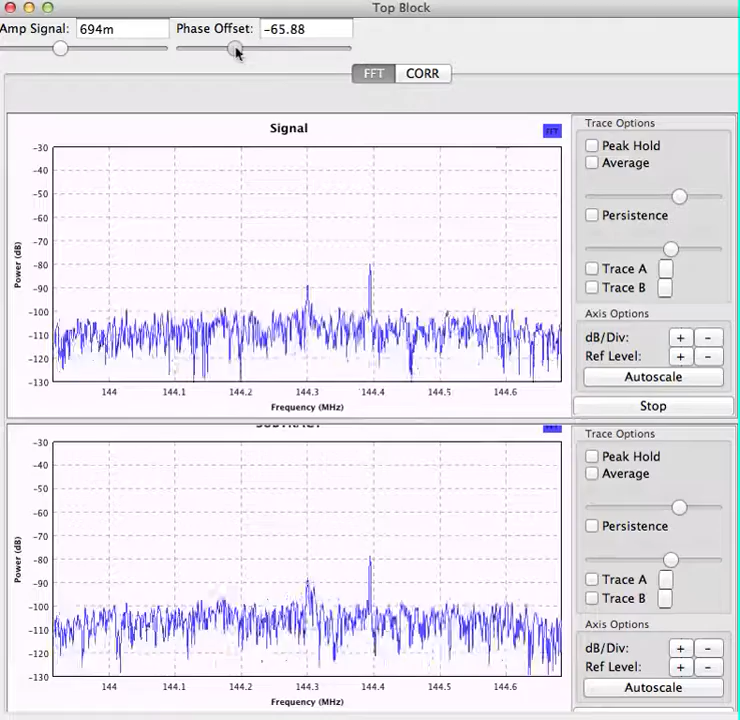 Top Block
Amp Signal: 694m Phase Offset: -65.88
FFT CORR
Signal
FFT
-30
-40
-50
-60
-70
-80
-90
-100
-110
-120
-130
Power (dB)
144 144.1 144.2 144.3 144.4 144.5 144.6
Frequency (MHz)
Trace Options
Peak Hold
Average
Persistence
Trace A
Trace B
Axis Options
dB/Div: + -
Ref Level: + -
Autoscale
Stop
SUBTRACT
-30
-40
-50
-60
-70
-80
-90
-100
-110
-120
-130
Power (dB)
144 144.1 144.2 144.3 144.4 144.5 144.6
Frequency (MHz)
Trace Options
Peak Hold
Average
Persistence
Trace A
Trace B
Axis Options
dB/Div: + -
Ref Level: + -
Autoscale